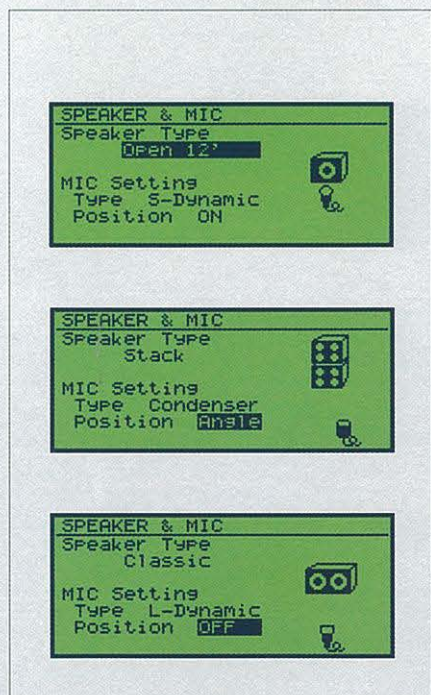 SPEAKER & MIC
Speaker Type
Open 12'
MIC Setting
Type S-Dynamic
Position ON
SPEAKER & MIC
Speaker Type
Stack
MIC Setting
Type Condenser
Position Angle
SPEAKER & MIC
Speaker Type
Classic
MIC Setting
Type L-Dynamic
Position OFF